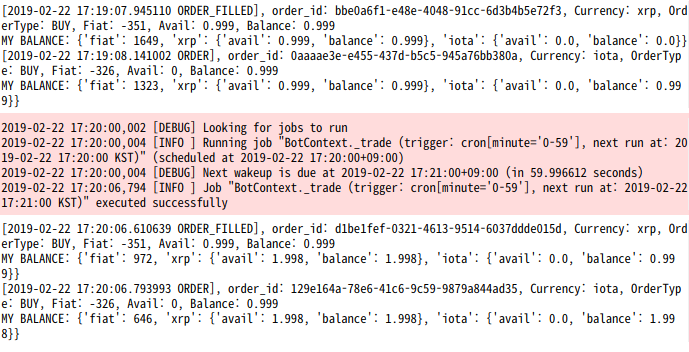 [2019-02-22 17:19:07.945110 ORDER_FILLED], order_id: bbe0a6f1-e48e-4048-91cc-6d3b4b5e72f3, Currency: xrp, Ord
erType: BUY, Fiat: -351, Avail: 0.999, Balance: 0.999
MY BALANCE: {'fiat': 1649, 'xrp': {'avail': 0.999, 'balance': 0.999}, 'iota': {'avail': 0.0, 'balance': 0.0}}
[2019-02-22 17:19:08.141002 ORDER], order_id: 0aaaae3e-e455-437d-b5c5-945a76bb380a, Currency: iota, OrderTyp
e: BUY, Fiat: -326, Avail: 0, Balance: 0.999
MY BALANCE: {'fiat': 1323, 'xrp': {'avail': 0.999, 'balance': 0.999}, 'iota': {'avail': 0.0, 'balance': 0.99
9}}
2019-02-22 17:20:00,002 [DEBUG] Looking for jobs to run
2019-02-22 17:20:00,004 [INFO ] Running job "BotContext._trade (trigger: cron[minute='0-59'], next run at: 20
19-02-22 17:20:00 KST)" (scheduled at 2019-02-22 17:20:00+09:00)
2019-02-22 17:20:00,004 [DEBUG] Next wakeup is due at 2019-02-22 17:21:00+09:00 (in 59.996612 seconds)
2019-02-22 17:20:06,794 [INFO ] Job "BotContext._trade (trigger: cron[minute='0-59'], next run at: 2019-02-22
17:21:00 KST)" executed successfully
[2019-02-22 17:20:06.610639 ORDER_FILLED], order_id: d1be1fef-0321-4613-9514-6037ddde015d, Currency: xrp, Ord
erType: BUY, Fiat: -351, Avail: 0.999, Balance: 0.999
MY BALANCE: {'fiat': 972, 'xrp': {'avail': 1.998, 'balance': 1.998}, 'iota': {'avail': 0.0, 'balance': 0.99
9}}
[2019-02-22 17:20:06.793993 ORDER], order_id: 129e164a-78e6-41c6-9c59-9879a844ad35, Currency: iota, OrderTyp
e: BUY, Fiat: -326, Avail: 0, Balance: 0.999
MY BALANCE: {'fiat': 646, 'xrp': {'avail': 1.998, 'balance': 1.998}, 'iota': {'avail': 0.0, 'balance': 1.99
8}}